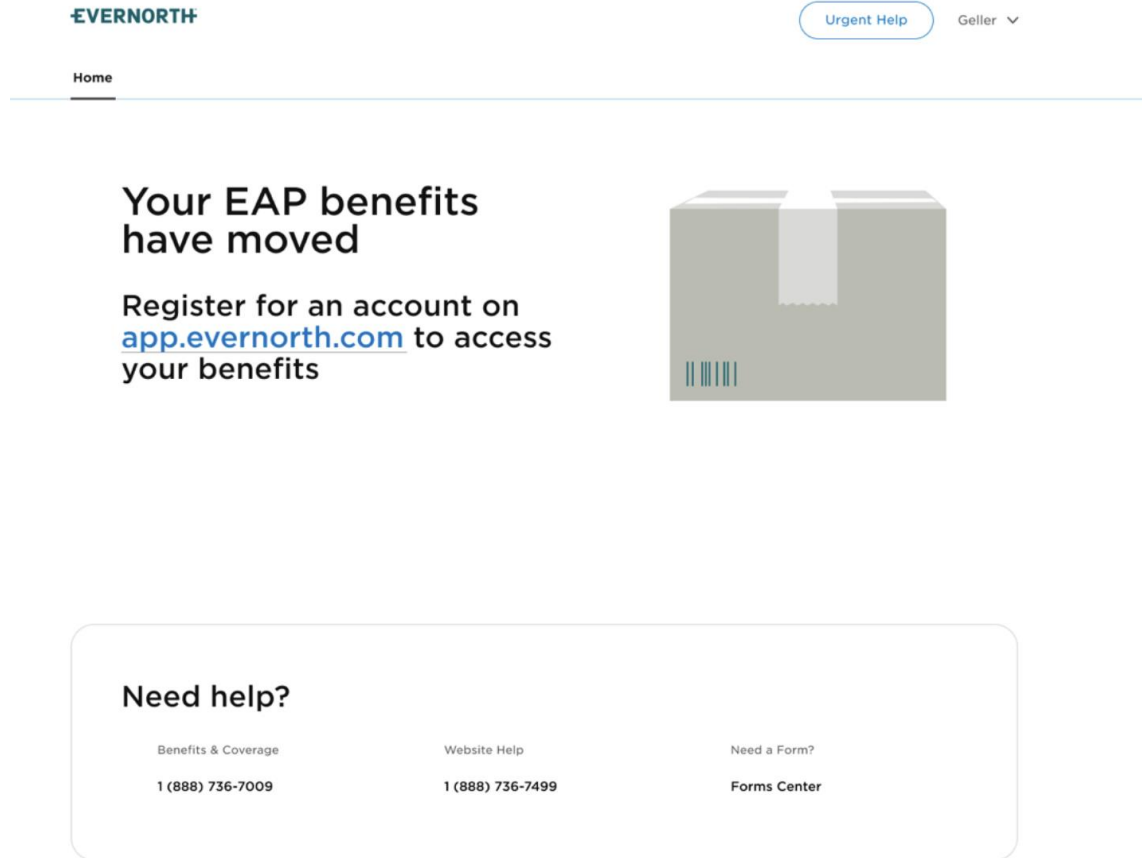 EVERNORTH
Urgent Help
Geller
Home
Your EAP benefits
have moved
Register for an account on
app.evernorth.com to access
your benefits
Need help?
Benefits & Coverage
Website Help
Need a Form?
1 (888) 736-7009
1 (888) 736-7499
Forms Center